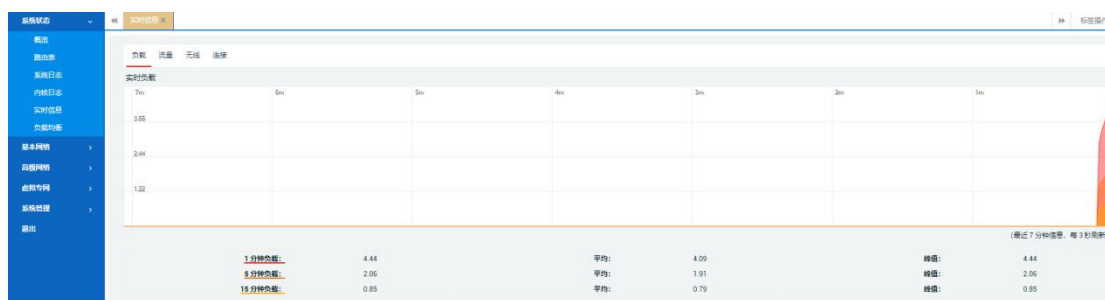 系统状态
概览
路由表
系统日志
内核日志
实时信息
负载均衡
基本网络
高级网络
虚拟专网
系统管理
退出
实时信息
标签操作
负载 流量 无线 连接
实时负载
7m 6m 5m 4m 3m 2m 1m
3.66
2.44
1.22
(最近 7 分钟信息, 每 3 秒刷新
1 分钟负载: 4.44 平均: 4.09 峰值: 4.44
5 分钟负载: 2.06 平均: 1.91 峰值: 2.06
15 分钟负载: 0.85 平均: 0.79 峰值: 0.85